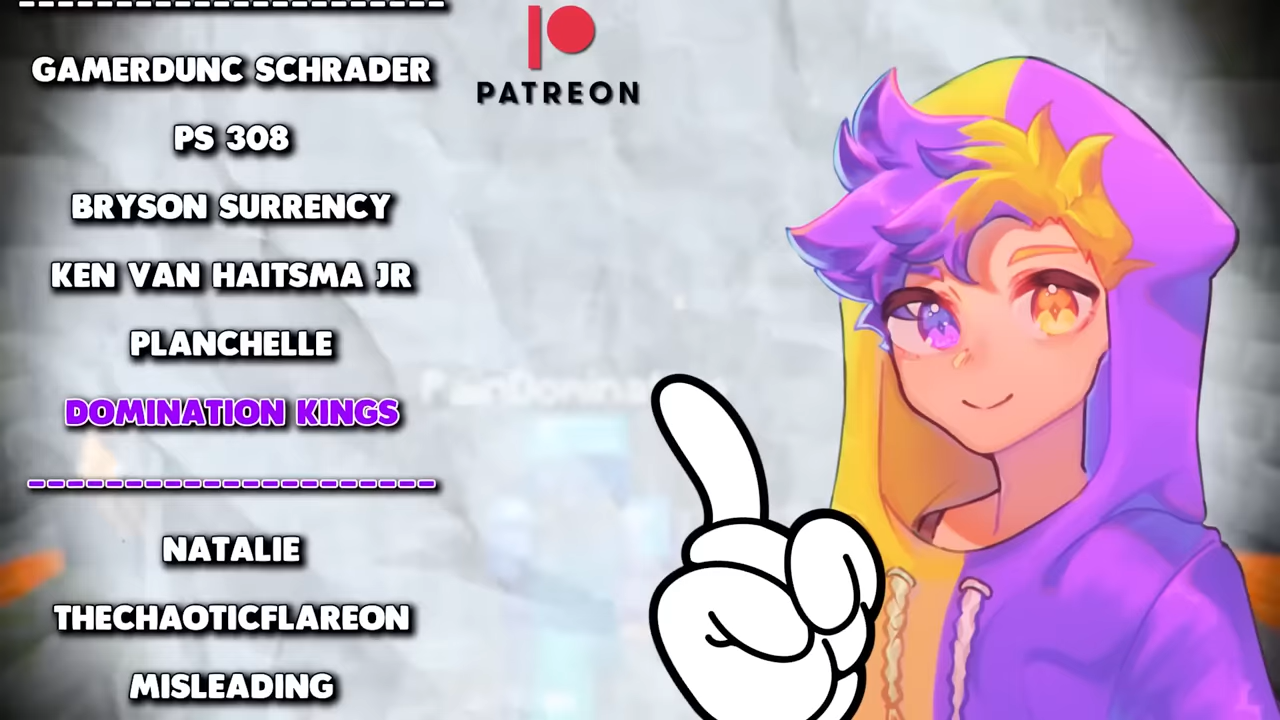 GAMERDUNC SCHRADER
PS 308
BRYSON SURRENCY
KEN VAN HAITSMA JR
PLANCHELLE
DOMINATION KINGS
NATALIE
THECHAOTICFLAREON
MISLEADING
PATREON